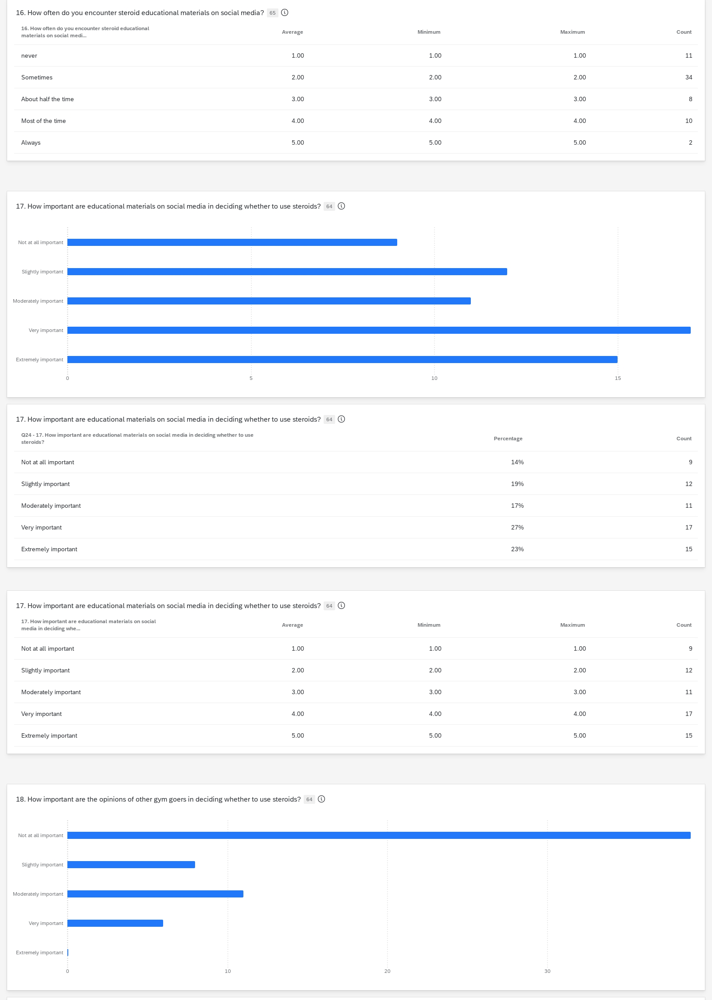 16. How often do you encounter steroid educational materials on social media? 65
16. How often do you encounter steroid educational
materials on social medi...
Average Minimum Maximum Count
never 1.00 1.00 1.00 11
Sometimes 2.00 2.00 2.00 34
About half the time 3.00 3.00 3.00 8
Most of the time 4.00 4.00 4.00 10
Always 5.00 5.00 5.00 2
17. How important are educational materials on social media in deciding whether to use steroids? 64
Not at all important
Slightly important
Moderately important
Very important
Extremely important
0 5 10 15
17. How important are educational materials on social media in deciding whether to use steroids? 64
Q24 - 17. How important are educational materials on social media in deciding whether to use
steroids?
Percentage Count
Not at all important 14% 9
Slightly important 19% 12
Moderately important 17% 11
Very important 27% 17
Extremely important 23% 15
17. How important are educational materials on social media in deciding whether to use steroids? 64
17. How important are educational materials on social
media in deciding whe...
Average Minimum Maximum Count
Not at all important 1.00 1.00 1.00 9
Slightly important 2.00 2.00 2.00 12
Moderately important 3.00 3.00 3.00 11
Very important 4.00 4.00 4.00 17
Extremely important 5.00 5.00 5.00 15
18. How important are the opinions of other gym goers in deciding whether to use steroids? 64
Not at all important
Slightly important
Moderately important
Very important
Extremely important
0 10 20 30